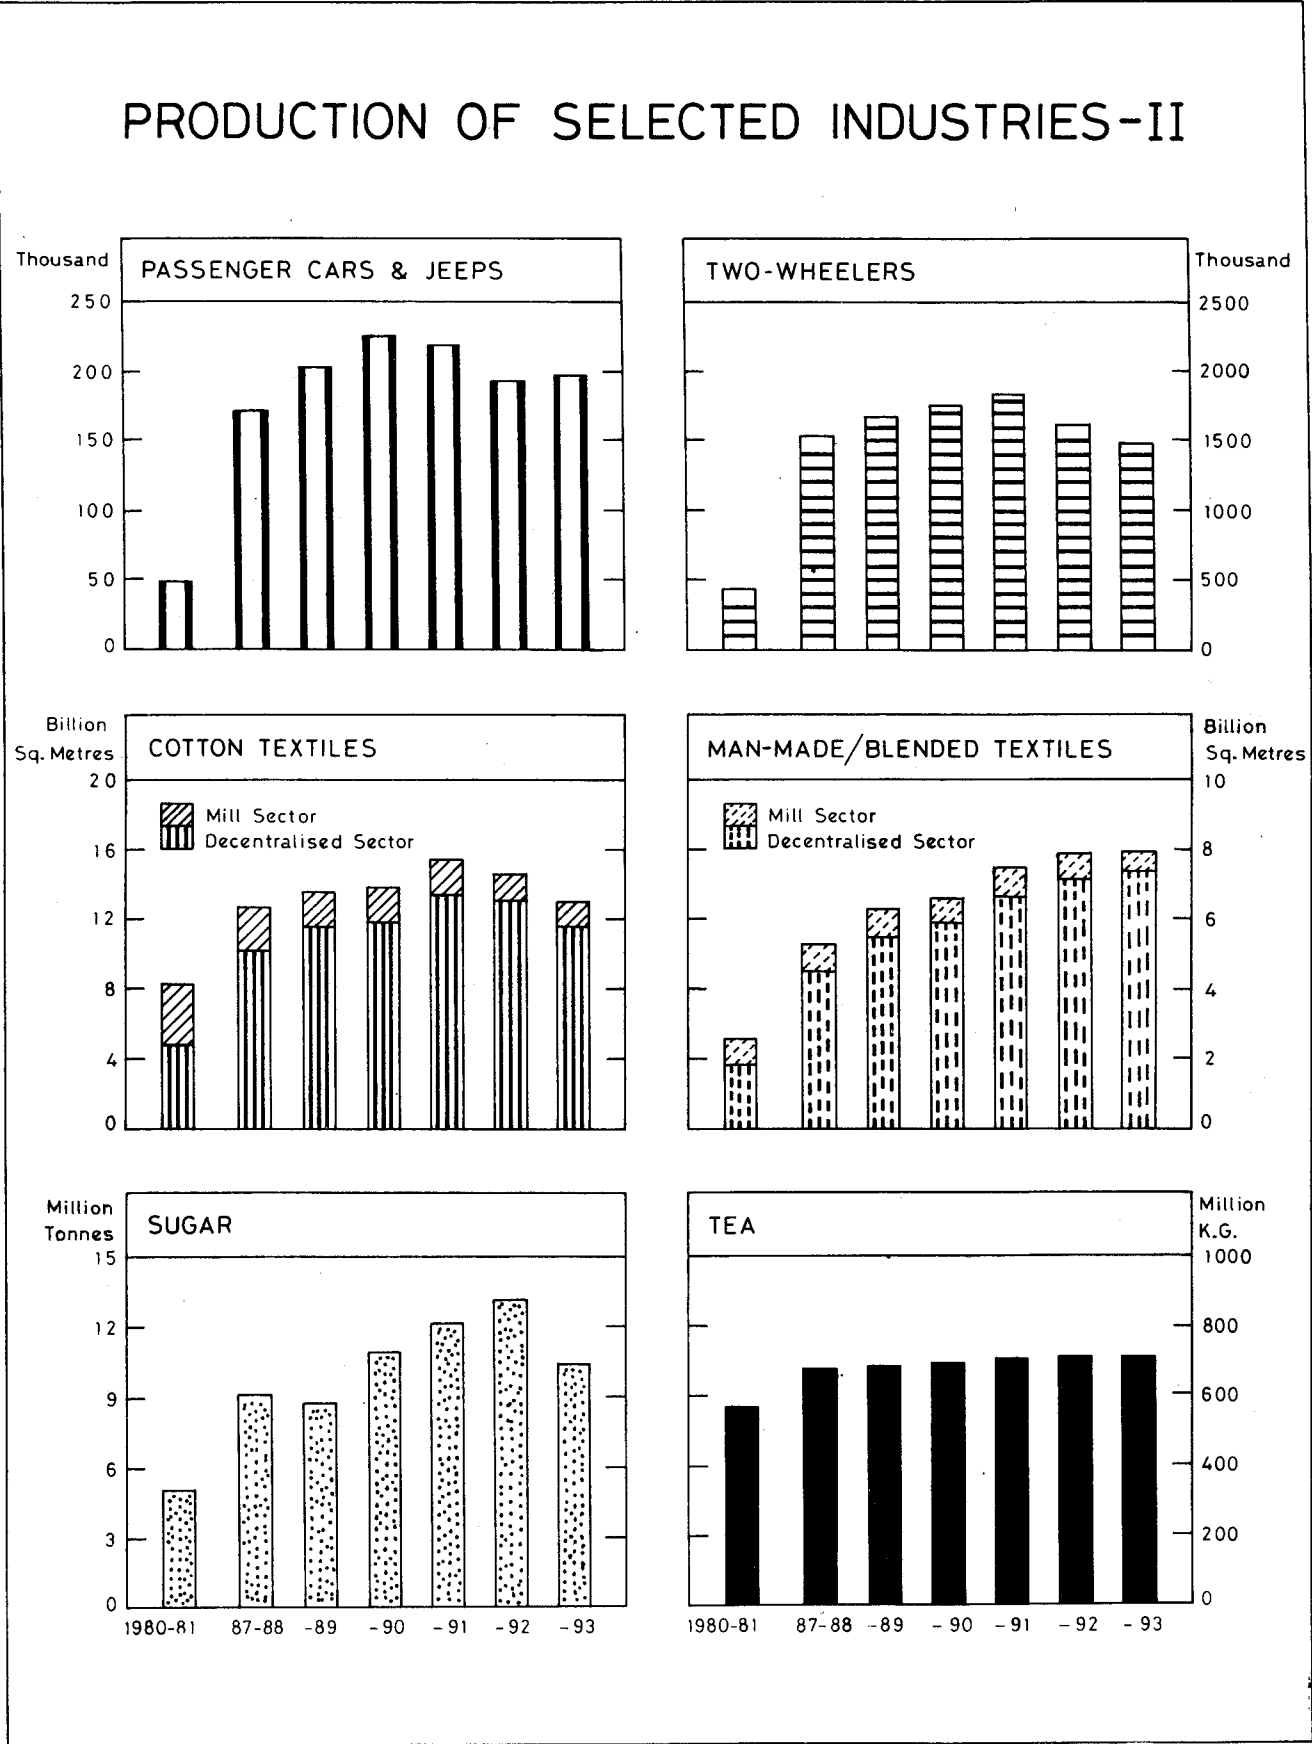 PRODUCTION OF SELECTED INDUSTRIES-II
Thousand
PASSENGER CARS & JEEPS
250
200
150
100
50
0
TWO-WHEELERS
Thousand
2500
2000
1500
1000
500
0
Billion
Sq. Metres
COTTON TEXTILES
20
16
12
8
4
0
Mill Sector
Decentralised Sector
MAN-MADE/BLENDED TEXTILES
Billion
Sq. Metres
10
8
6
4
2
0
Mill Sector
Decentralised Sector
Million
Tonnes
SUGAR
15
12
9
6
3
0
1980-81 87-88 -89 -90 -91 -92 -93
TEA
Million
K.G.
1000
800
600
400
200
0
1980-81 87-88 -89 -90 -91 -92 -93